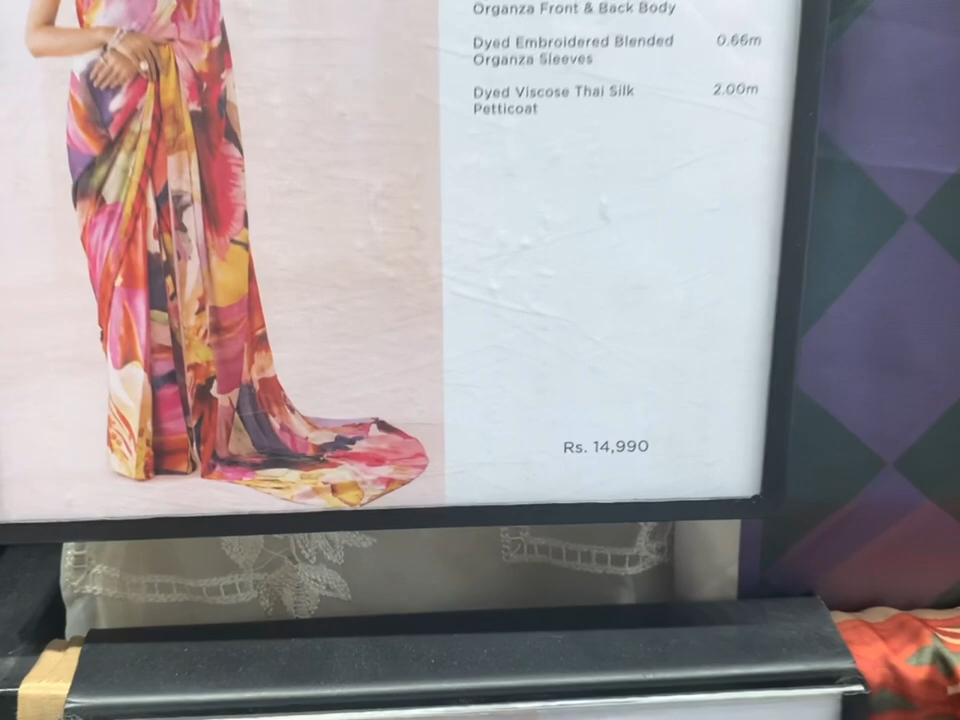 Organza Front & Back Body
Dyed Embroidered Blended 0.66m
Organza Sleeves
Dyed Viscose Thai Silk 2.00m
Petticoat
Rs. 14,990